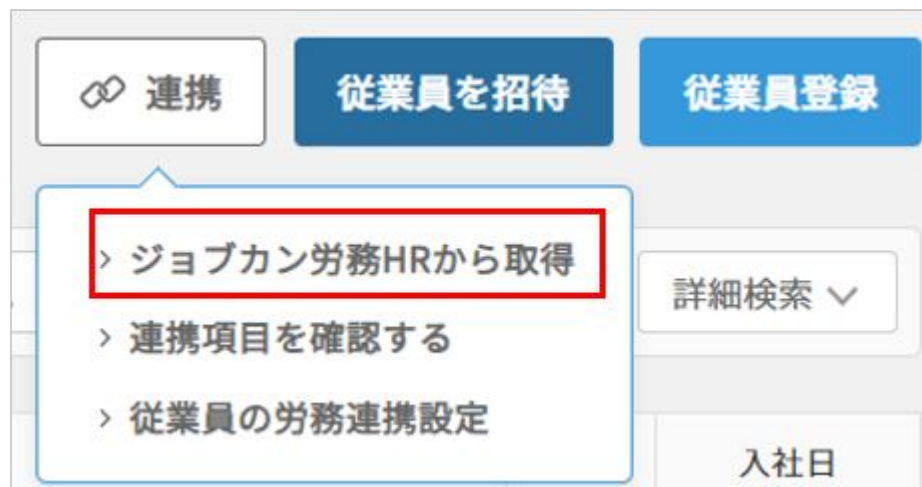 連携 従業員を招待 従業員登録
ジョブカン労務HRから取得
詳細検索
連携項目を確認する
従業員の労務連携設定
入社日